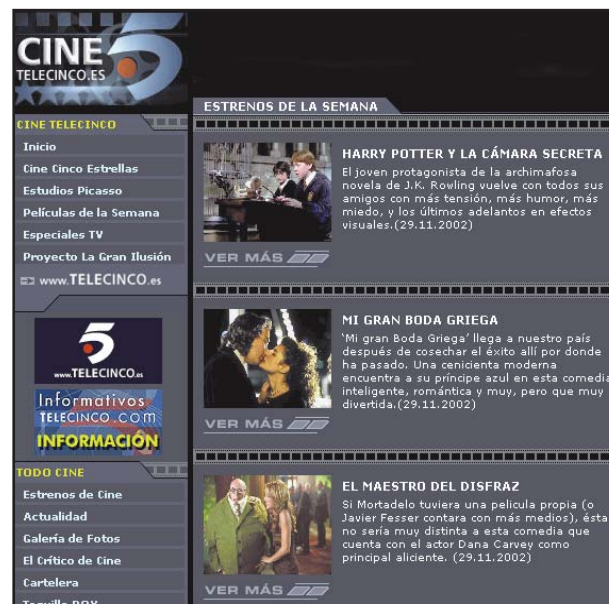 CINE 5
TELECINCO.ES
CINE TELECINCO
Inicio
Cine Cinco Estrellas
Estudios Picasso
Películas de la Semana
Especiales TV
Proyecto La Gran Ilusión
www.TELECINCO.es
5
www.TELECINCO.es
Informativos
TELECINCO.COM
INFORMACIÓN
TODO CINE
Estrenos de Cine
Actualidad
Galería de Fotos
El Crítico de Cine
Cartelera
ESTRENOS DE LA SEMANA
HARRY POTTER Y LA CÁMARA SECRETA
El joven protagonista de la archimafosa
novela de J.K. Rowling vuelve con todos sus
amigos con más tensión, más humor, más
miedo, y los últimos adelantos en efectos
visuales.(29.11.2002)
VER MÁS
MI GRAN BODA GRIEGA
'Mi gran Boda Griega' llega a nuestro país
después de cosechar el éxito allí por donde
ha pasado. Una cenicienta moderna
encuentra a su príncipe azul en esta comedia
inteligente, romántica y muy, pero que muy
divertida.(29.11.2002)
VER MÁS
EL MAESTRO DEL DISFRAZ
Si Mortadelo tuviera una pelicula propia (o
Javier Fesser contara con más medios), ésta
no sería muy distinta a esta comedia que
cuenta con el actor Dana Carvey como
principal aliciente. (29.11.2002)
VER MÁS